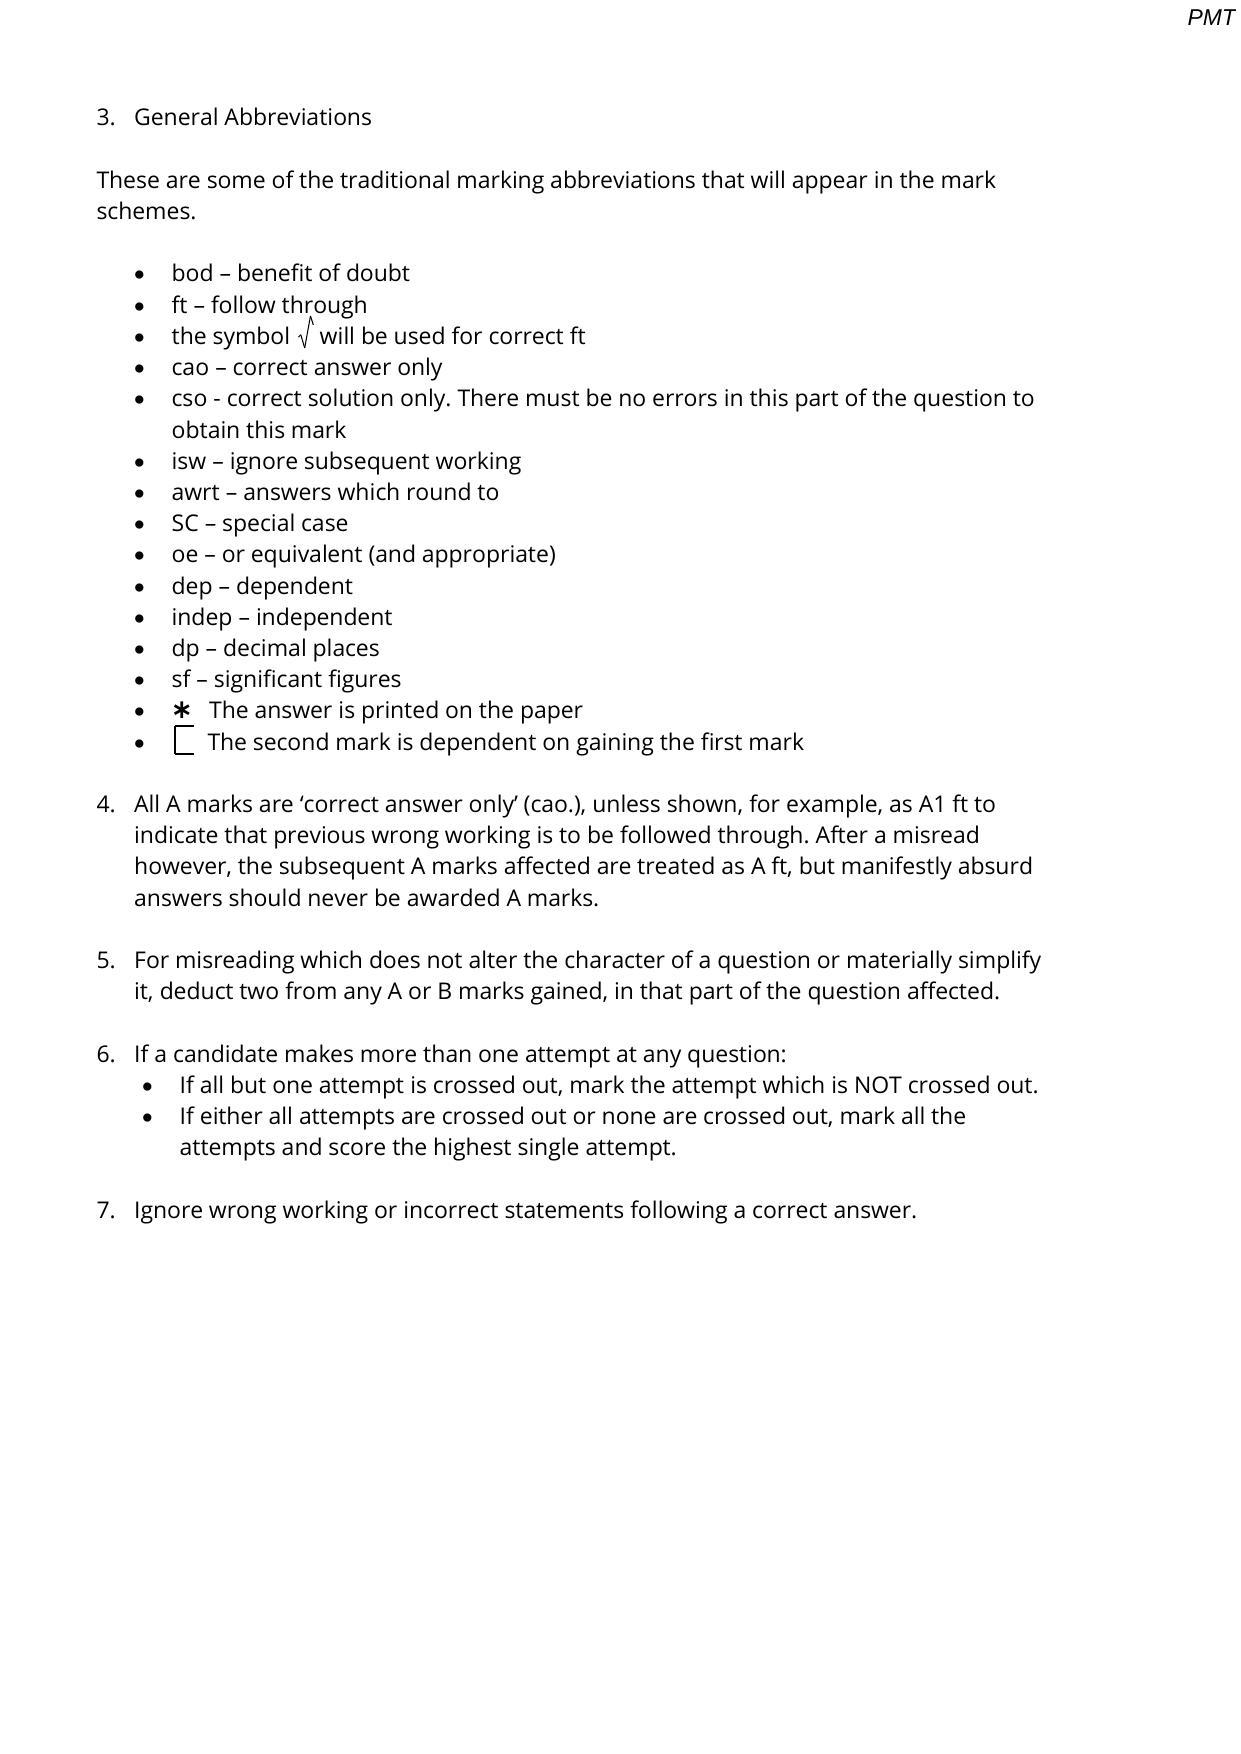 PMT
3. General Abbreviations
These are some of the traditional marking abbreviations that will appear in the mark
schemes.
• bod – benefit of doubt
• ft – follow through
• the symbol √ will be used for correct ft
• cao – correct answer only
• cso - correct solution only. There must be no errors in this part of the question to
obtain this mark
• isw – ignore subsequent working
• awrt – answers which round to
• SC – special case
• oe – or equivalent (and appropriate)
• dep – dependent
• indep – independent
• dp – decimal places
• sf – significant figures
• ∗ The answer is printed on the paper
• The second mark is dependent on gaining the first mark
4. All A marks are ‘correct answer only’ (cao.), unless shown, for example, as A1 ft to
indicate that previous wrong working is to be followed through. After a misread
however, the subsequent A marks affected are treated as A ft, but manifestly absurd
answers should never be awarded A marks.
5. For misreading which does not alter the character of a question or materially simplify
it, deduct two from any A or B marks gained, in that part of the question affected.
6. If a candidate makes more than one attempt at any question:
• If all but one attempt is crossed out, mark the attempt which is NOT crossed out.
• If either all attempts are crossed out or none are crossed out, mark all the
attempts and score the highest single attempt.
7. Ignore wrong working or incorrect statements following a correct answer.